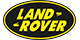 LAND -
- ROVER